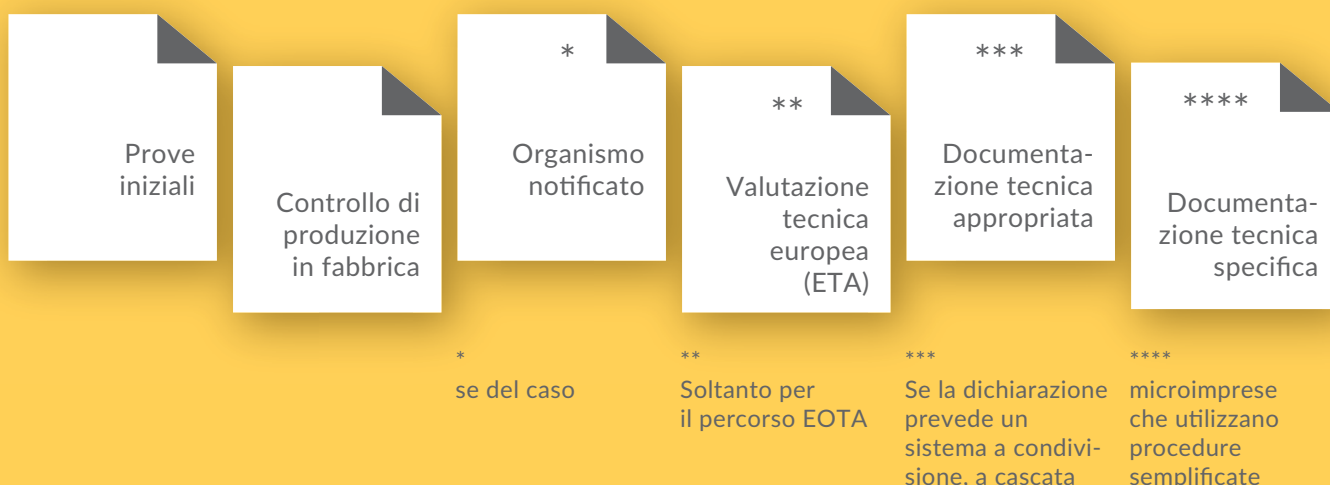 Prove
iniziali
Controllo di
produzione
in fabbrica
*
Organismo
notificato
**
Valutazione
tecnica
europea
(ETA)
***
Documenta-
zione tecnica
appropriata
****
Documenta-
zione tecnica
specifica
*
se del caso
**
Soltanto per
il percorso EOTA
***
Se la dichiarazione
prevede un
sistema a condivi-
sione, a cascata
****
microimprese
che utilizzano
procedure
semplificate